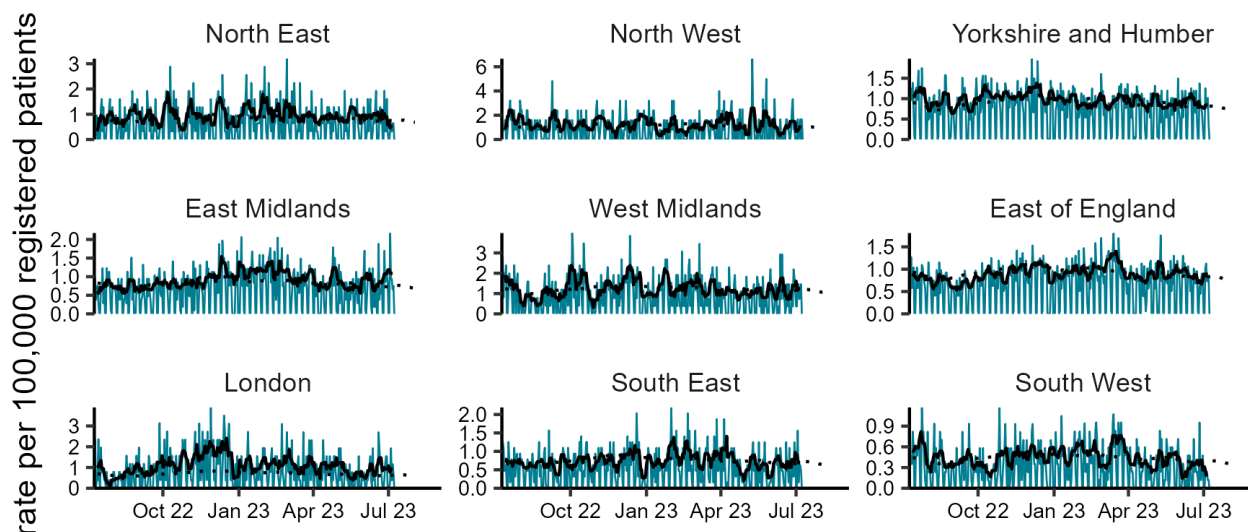 rate per 100,000 registered patients
North East
3
2
1
0
North West
6
4
2
0
Yorkshire and Humber
1.5
1.0
0.5
0.0
East Midlands
2.0
1.5
1.0
0.5
0.0
West Midlands
3
2
1
0
East of England
1.5
1.0
0.5
0.0
London
3
2
1
0
South East
2.0
1.5
1.0
0.5
0.0
South West
0.9
0.6
0.3
0.0
Oct 22 Jan 23 Apr 23 Jul 23
Oct 22 Jan 23 Apr 23 Jul 23
Oct 22 Jan 23 Apr 23 Jul 23